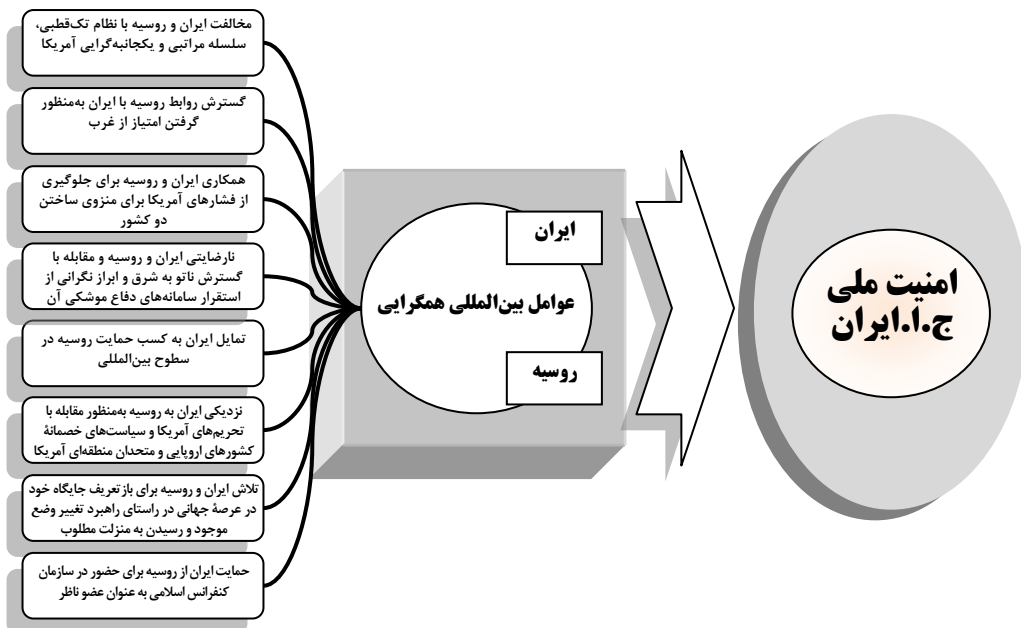 مخالفت ایران و روسیه با نظام تک‌قطبی،
سلسله مراتبی و یکجانبه‌گرایی آمریکا
گسترش روابط روسیه با ایران به‌منظور
گرفتن امتیاز از غرب
همکاری ایران و روسیه برای جلوگیری
از فشارهای آمریکا برای منزوی ساختن
دو کشور
نارضایتی ایران و روسیه و مقابله با
گسترش ناتو به شرق و ابراز نگرانی از
استقرار سامانه‌های دفاع موشکی آن
تمایل ایران به کسب حمایت روسیه در
سطوح بین‌المللی
نزدیکی ایران به روسیه به‌منظور مقابله با
تحریم‌های آمریکا و سیاست‌های خصمانۀ
کشورهای اروپایی و متحدان منطقه‌ای آمریکا
تلاش ایران و روسیه برای بازتعریف جایگاه خود
در عرصۀ جهانی در راستای راهبرد تغییر وضع
موجود و رسیدن به منزلت مطلوب
حمایت ایران از روسیه برای حضور در سازمان
کنفرانس اسلامی به عنوان عضو ناظر
ایران
عوامل بین‌المللی همگرایی
روسیه
امنیت ملی
ج.ا.ایران